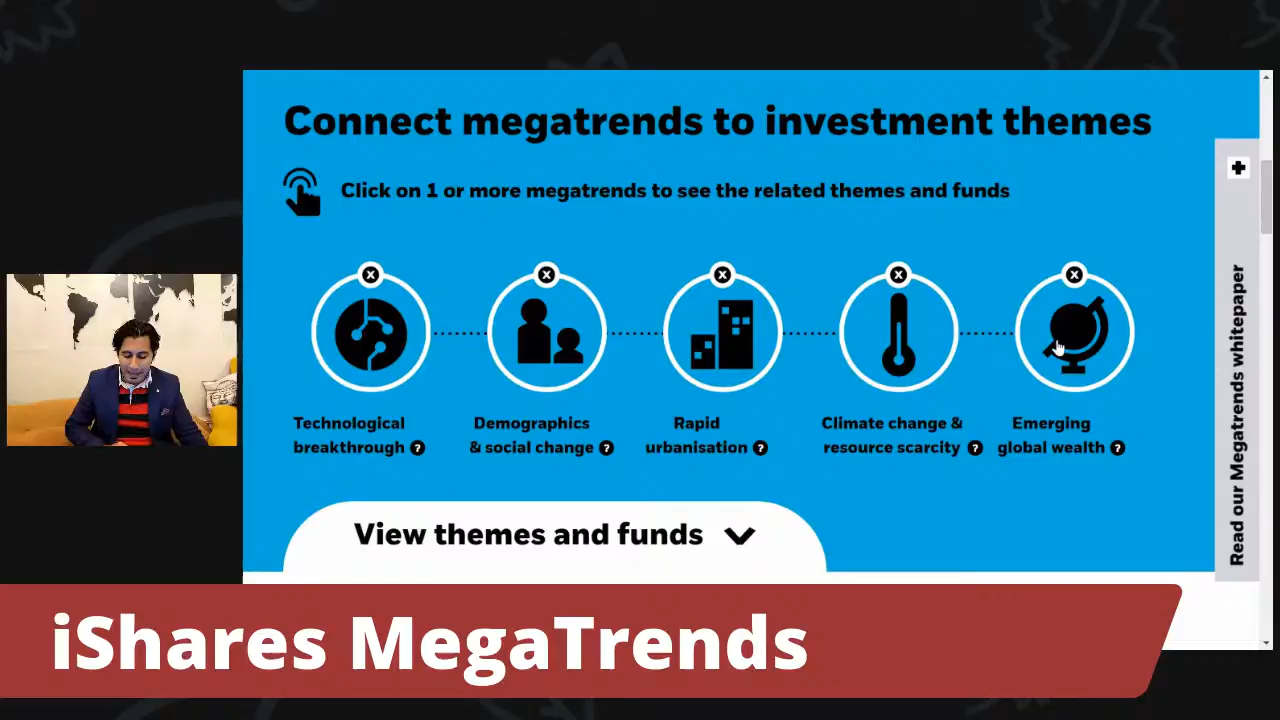 Connect megatrends to investment themes
Click on 1 or more megatrends to see the related themes and funds
x x x x x
Technological
breakthrough ?
Demographics
& social change ?
Rapid
urbanisation ?
Climate change &
resource scarcity ?
Emerging
global wealth ?
View themes and funds
Read our Megatrends whitepaper
iShares MegaTrends